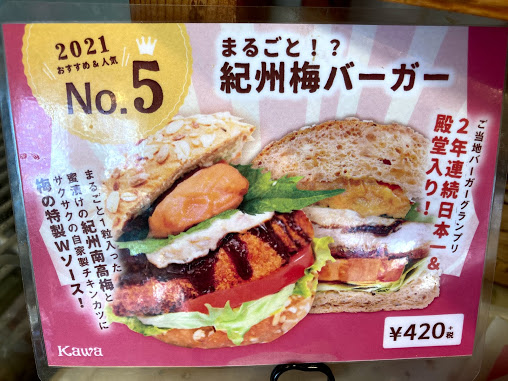 2021
おすすめ&人気
No.5
まるごと!?
紀州梅バーガー
ご当地バーガーグランプリ
2年連続日本一&
殿堂入り!
まるごと1粒入った
蜜漬けの紀州南高梅と
サクサクの自家製チキンカツに
梅の特製Wソース!
¥420+税
Kawa